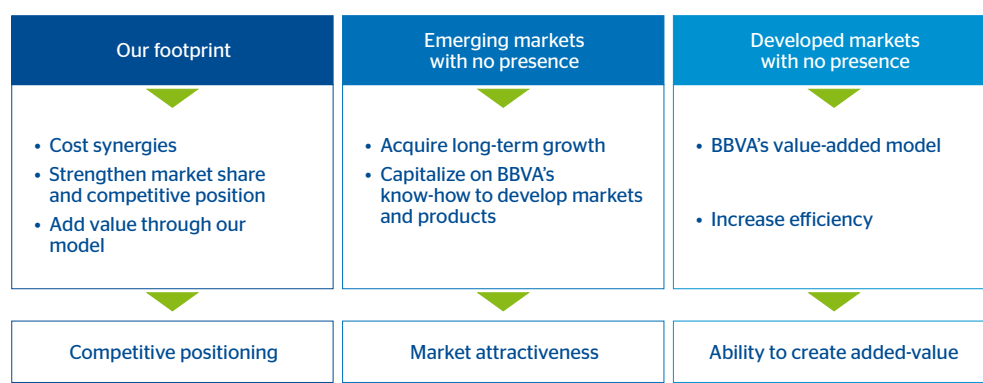 Our footprint
Emerging markets
with no presence
Developed markets
with no presence
• Cost synergies
• Strengthen market share
and competitive position
• Add value through our
model
• Acquire long-term growth
• Capitalize on BBVA's
know-how to develop markets
and products
• BBVA's value-added model
• Increase efficiency
Competitive positioning
Market attractiveness
Ability to create added-value